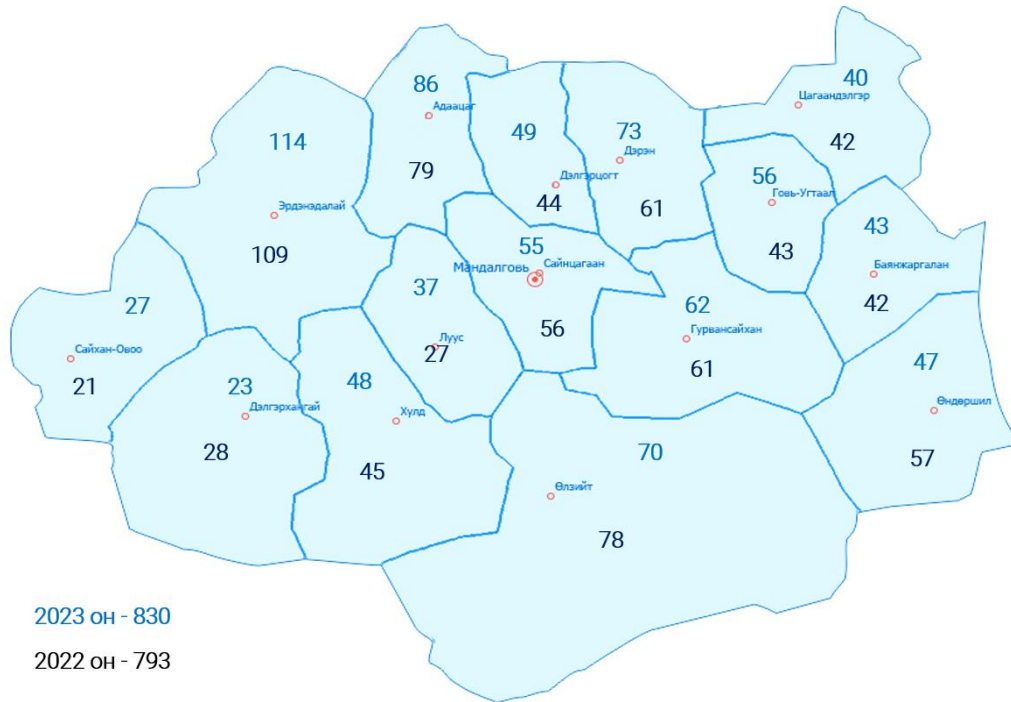 40
Цагаандэлгэр
42
86
Адаацаг
79
49
Дэлгэрцогт
44
73
Дэрэн
61
114
Эрдэнэдалай
109
56
Говь-Угтаал
43
43
Баянжаргалан
42
55
Сайнцагаан
Мандалговь
56
37
Луус
27
62
Гурвансайхан
61
27
Сайхан-Овоо
21
47
Өндөршил
57
23
Дэлгэрхангай
28
48
Хулд
45
70
Өлзийт
78
2023 он - 830
2022 он - 793